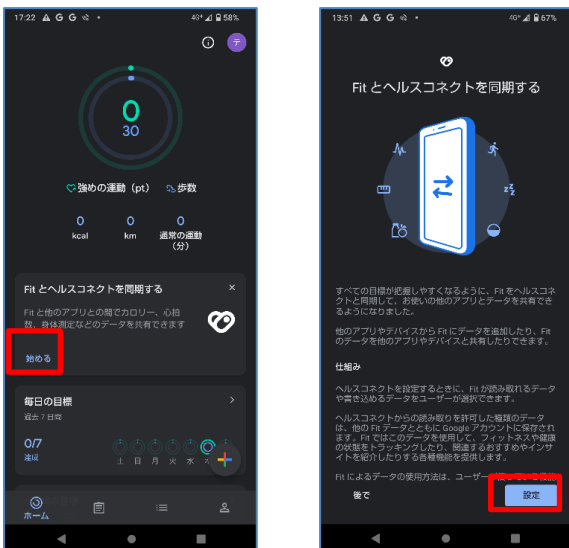 17:22
4G+
58%
テ
0
30
強めの運動 (pt)
歩数
0
0
0
kcal
km
通常の運動
(分)
Fit とヘルスコネクトを同期する
×
Fit と他のアプリとの間でカロリー、心拍
数、身体測定などのデータを共有できます
始める
毎日の目標
過去 7 日間
0/7
達成
土 日 月 火 水
ホーム
13:51
4G+
67%
Fit とヘルスコネクトを同期する
すべての目標が把握しやすくなるように、Fit をヘルスコネ
クトと同期して、お使いの他のアプリとデータを共有でき
るようになりました。
他のアプリやデバイスから Fit にデータを追加したり、Fit
のデータを他のアプリやデバイスと共有したりできます。
仕組み
ヘルスコネクトを設定するときに、Fit が読み取れるデータ
や書き込めるデータをユーザーが選択できます。
ヘルスコネクトからの読み取りを許可した種類のデータ
は、他の Fit データとともに Google アカウントに保存され
ます。Fit ではこのデータを使用して、フィットネスや健康
の状態をトラッキングしたり、関連するおすすめやインサ
イトを紹介したりする各種機能を提供します。
Fit によるデータの使用方法は、ユーザー
後で
設定